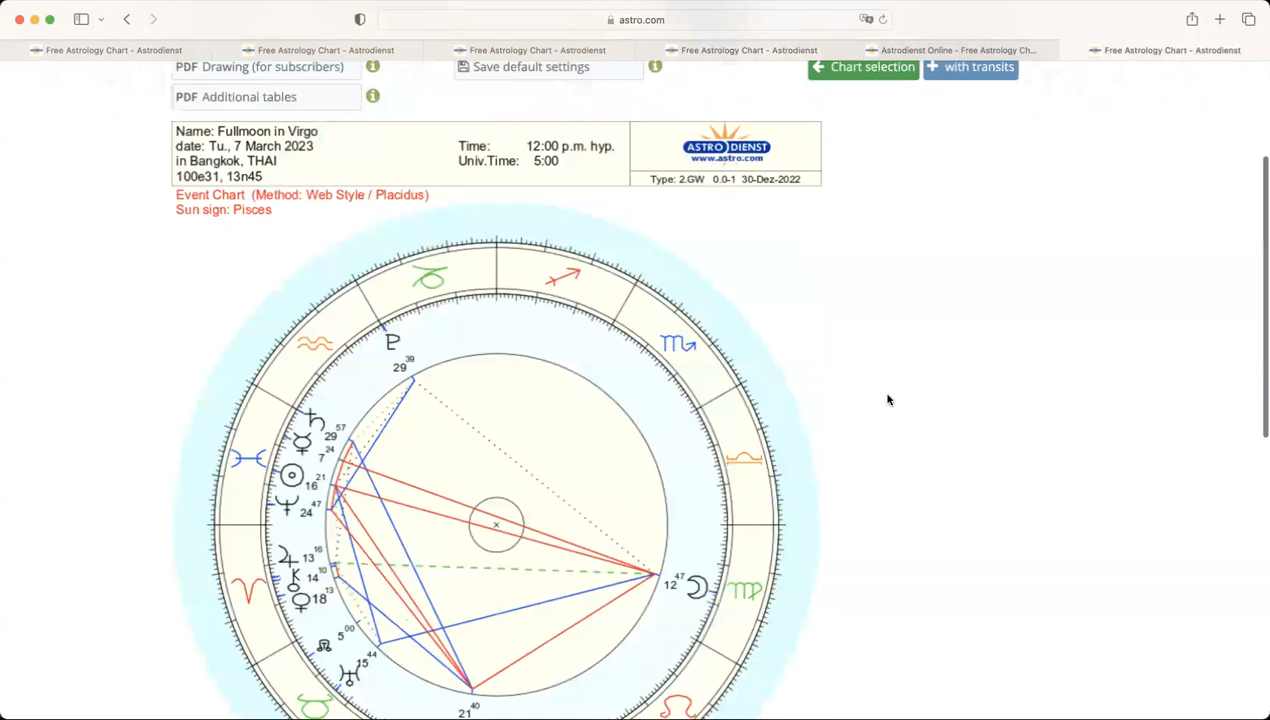 astro.com
Free Astrology Chart - Astrodienst
Free Astrology Chart - Astrodienst
Free Astrology Chart - Astrodienst
Free Astrology Chart - Astrodienst
Astrodienst Online - Free Astrology Ch...
Free Astrology Chart - Astrodienst
PDF Drawing (for subscribers)
Save default settings
Chart selection
with transits
PDF Additional tables
Name: Fullmoon in Virgo
date: Tu., 7 March 2023
in Bangkok, THAI
100e31, 13n45
Time: 12:00 p.m. hyp.
Univ.Time: 5:00
ASTRO DIENST
www.astro.com
Type: 2.GW 0.0-1 30-Dez-2022
Event Chart (Method: Web Style / Placidus)
Sun sign: Pisces
29 39
29 57
7 24
16 21
24 47
13 16
14 10
18 13
5 00
15 44
21 40
12 47